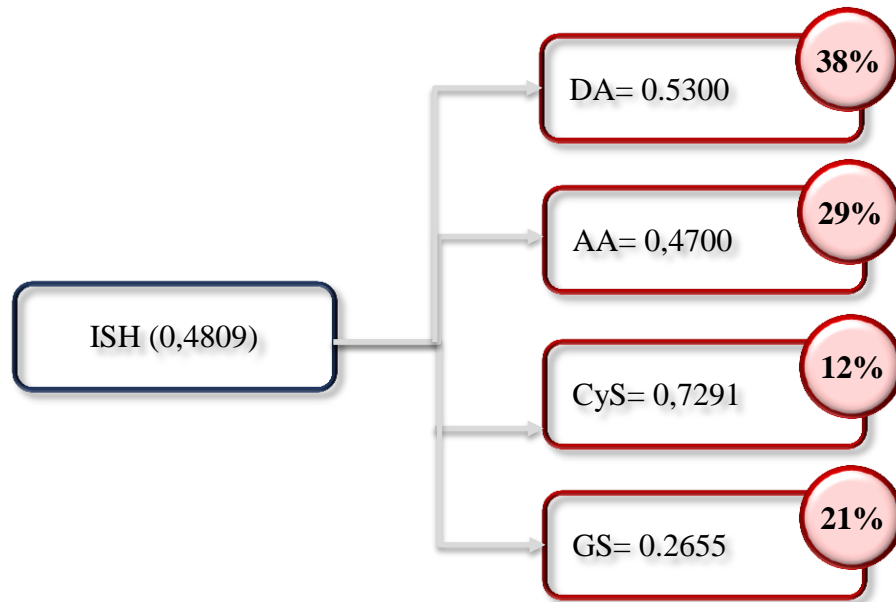 38%
DA= 0.5300
29%
AA= 0,4700
ISH (0,4809)
12%
CyS= 0,7291
21%
GS= 0.2655